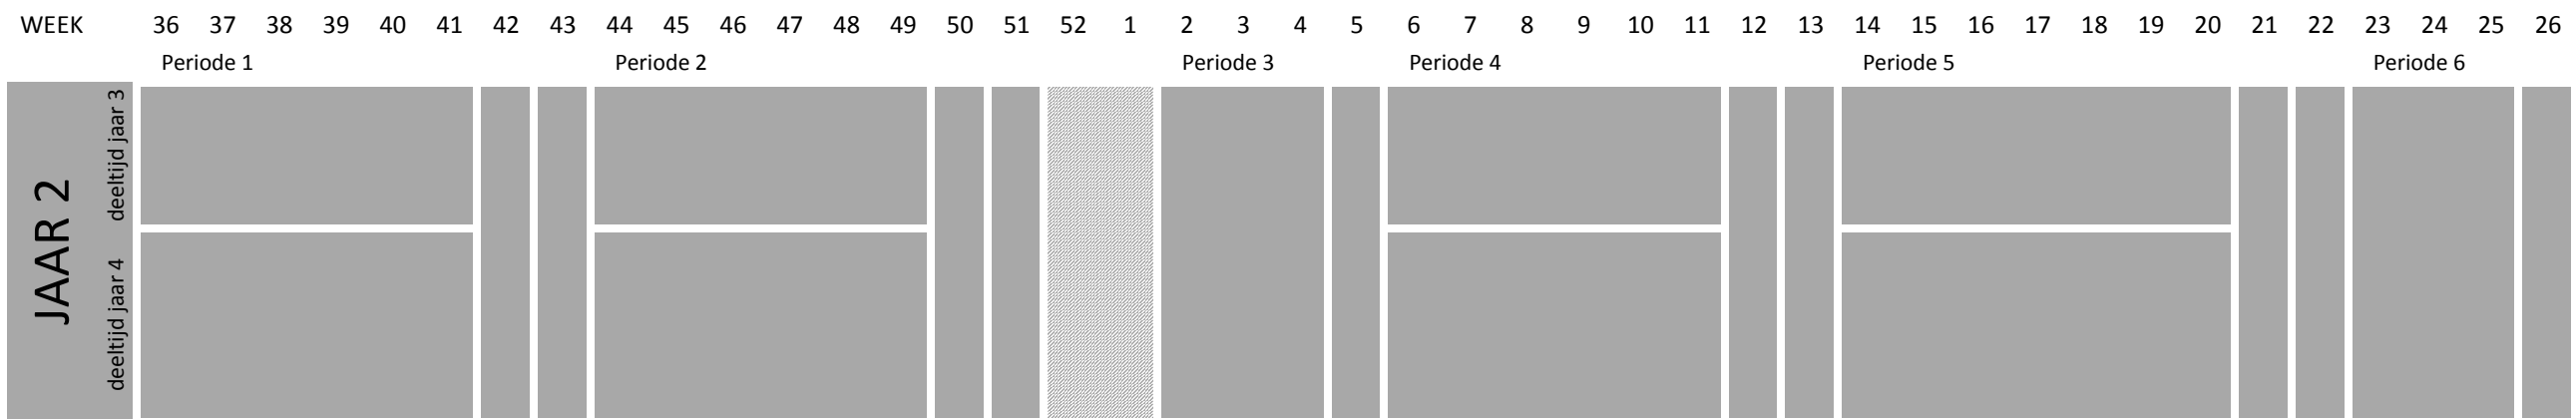 WEEK 36 37 38 39 40 41 42 43 44 45 46 47 48 49 50 51 52 1 2 3 4 5 6 7 8 9 10 11 12 13 14 15 16 17 18 19 20 21 22 23 24 25 26
Periode 1 Periode 2 Periode 3 Periode 4 Periode 5 Periode 6
JAAR 2
deeltijd jaar 3
deeltijd jaar 4